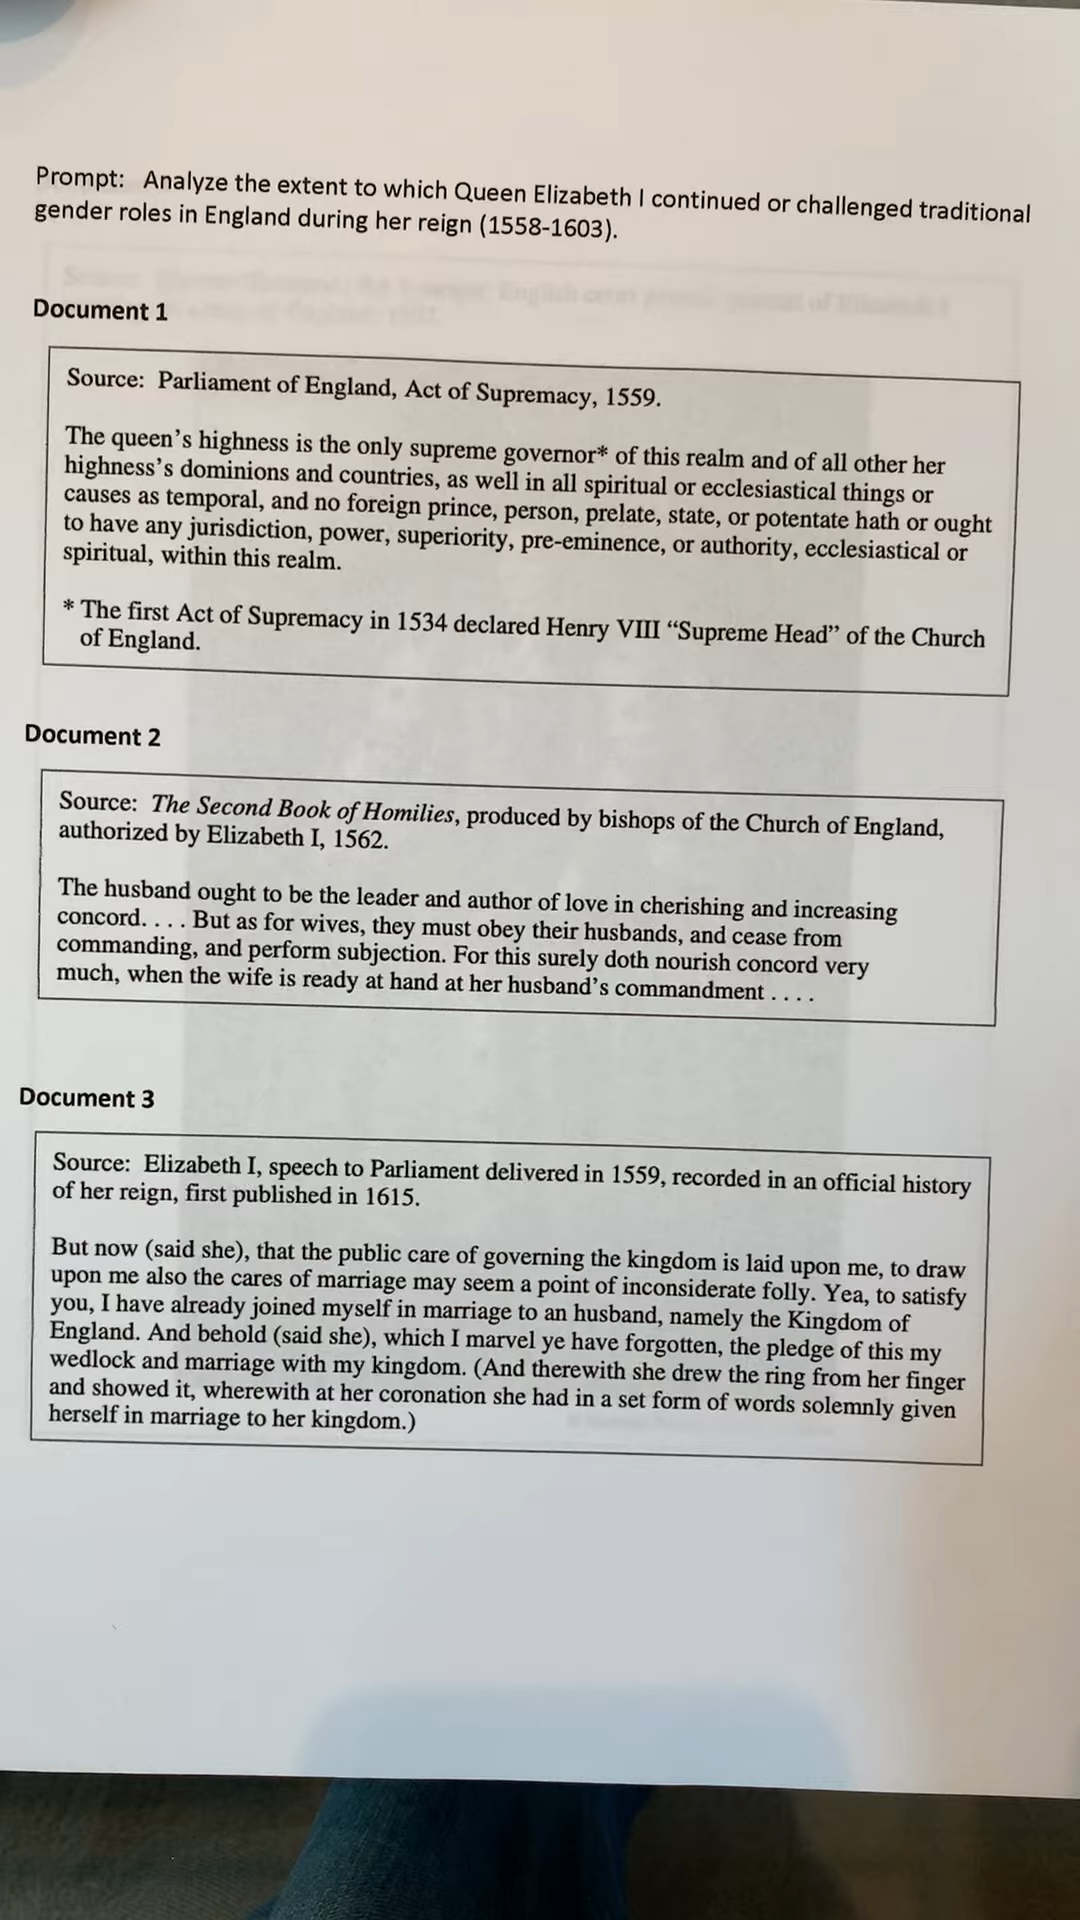 Prompt: Analyze the extent to which Queen Elizabeth I continued or challenged traditional
gender roles in England during her reign (1558-1603).
Document 1
Source: Parliament of England, Act of Supremacy, 1559.
The queen's highness is the only supreme governor* of this realm and of all other her
highness's dominions and countries, as well in all spiritual or ecclesiastical things or
causes as temporal, and no foreign prince, person, prelate, state, or potentate hath or ought
to have any jurisdiction, power, superiority, pre-eminence, or authority, ecclesiastical or
spiritual, within this realm.
* The first Act of Supremacy in 1534 declared Henry VIII “Supreme Head” of the Church
of England.
Document 2
Source: The Second Book of Homilies, produced by bishops of the Church of England,
authorized by Elizabeth I, 1562.
The husband ought to be the leader and author of love in cherishing and increasing
concord. . . . But as for wives, they must obey their husbands, and cease from
commanding, and perform subjection. For this surely doth nourish concord very
much, when the wife is ready at hand at her husband's commandment . . . .
Document 3
Source: Elizabeth I, speech to Parliament delivered in 1559, recorded in an official history
of her reign, first published in 1615.
But now (said she), that the public care of governing the kingdom is laid upon me, to draw
upon me also the cares of marriage may seem a point of inconsiderate folly. Yea, to satisfy
you, I have already joined myself in marriage to an husband, namely the Kingdom of
England. And behold (said she), which I marvel ye have forgotten, the pledge of this my
wedlock and marriage with my kingdom. (And therewith she drew the ring from her finger
and showed it, wherewith at her coronation she had in a set form of words solemnly given
herself in marriage to her kingdom.)